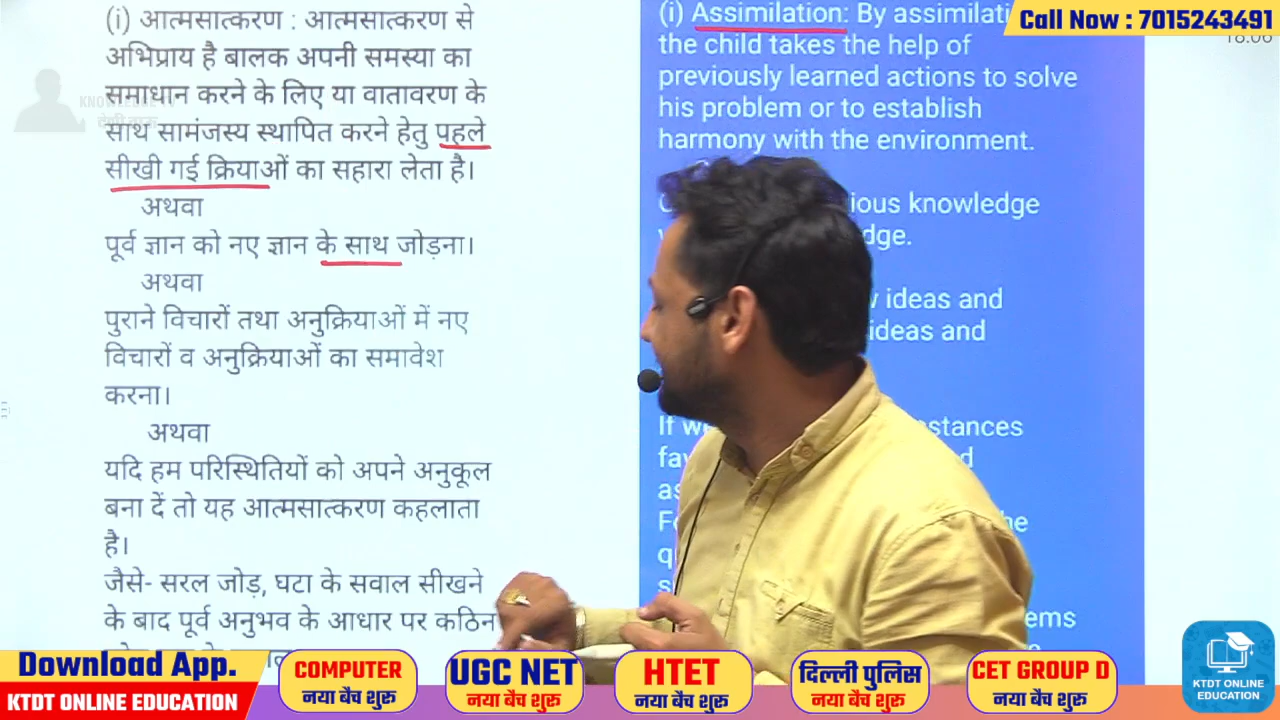 (i) आत्मसात्करण : आत्मसात्करण से
अभिप्राय है बालक अपनी समस्या का
समाधान करने के लिए या वातावरण के
साथ सामंजस्य स्थापित करने हेतु पहले
सीखी गई क्रियाओं का सहारा लेता है।
अथवा
पूर्व ज्ञान को नए ज्ञान के साथ जोड़ना।
अथवा
पुराने विचारों तथा अनुक्रियाओं में नए
विचारों व अनुक्रियाओं का समावेश
करना।
अथवा
यदि हम परिस्थितियों को अपने अनुकूल
बना दें तो यह आत्मसात्करण कहलाता
है।
जैसे- सरल जोड़, घटा के सवाल सीखने
के बाद पूर्व अनुभव के आधार पर कठिन
(i) Assimilation: By
the child takes the help of
previously learned actions to solve
his problem or to establish
harmony with the environment.
knowledge
ideas and
ideas and
If
Call Now : 7015243491
18:06
Download App.
KTDT ONLINE EDUCATION
COMPUTER
नया बैच शुरू
UGC NET
नया बैच शुरू
HTET
नया बैच शुरू
दिल्ली पुलिस
नया बैच शुरू
CET GROUP D
नया बैच शुरू
KTDT ONLINE
EDUCATION